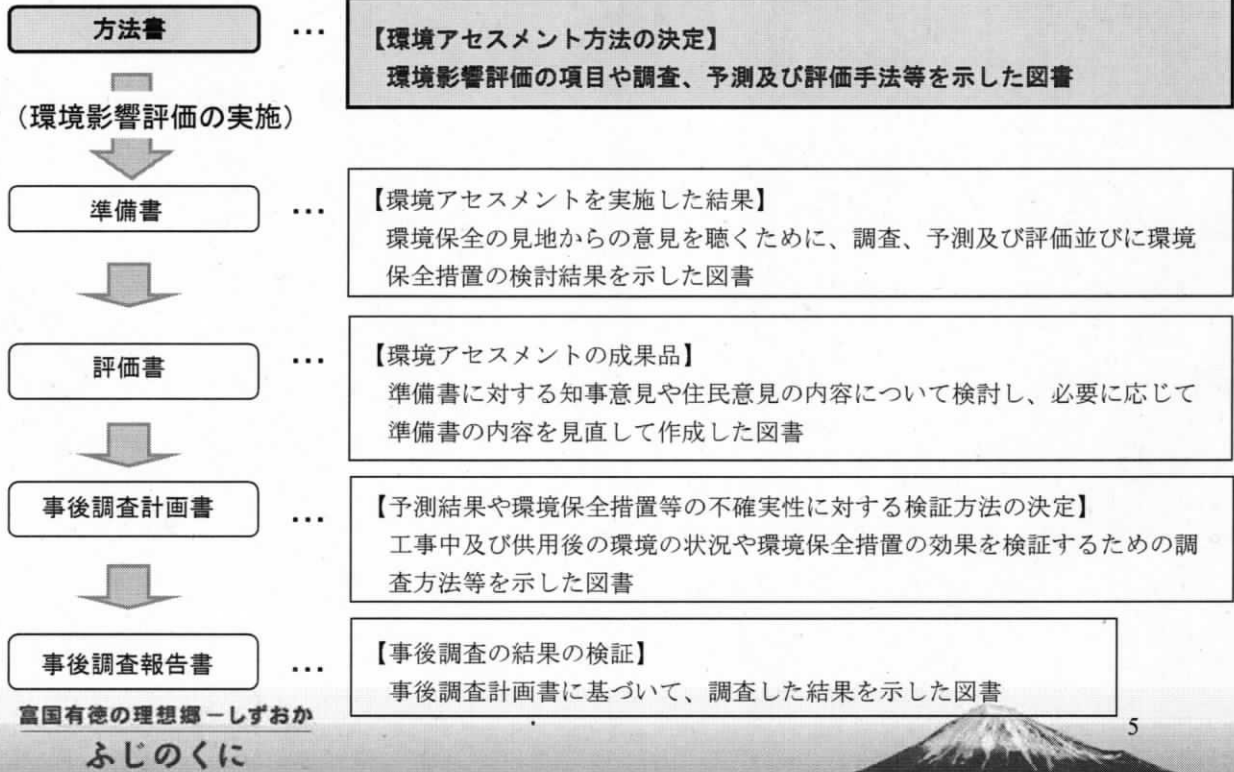 方法書
…
【環境アセスメント方法の決定】
環境影響評価の項目や調査、予測及び評価手法等を示した図書
(環境影響評価の実施)
準備書
…
【環境アセスメントを実施した結果】
環境保全の見地からの意見を聴くために、調査、予測及び評価並びに環境
保全措置の検討結果を示した図書
評価書
…
【環境アセスメントの成果品】
準備書に対する知事意見や住民意見の内容について検討し、必要に応じて
準備書の内容を見直して作成した図書
事後調査計画書
…
【予測結果や環境保全措置等の不確実性に対する検証方法の決定】
工事中及び供用後の環境の状況や環境保全措置の効果を検証するための調
査方法等を示した図書
事後調査報告書
…
【事後調査の結果の検証】
事後調査計画書に基づいて、調査した結果を示した図書
富国有徳の理想郷-しずおか
ふじのくに
5